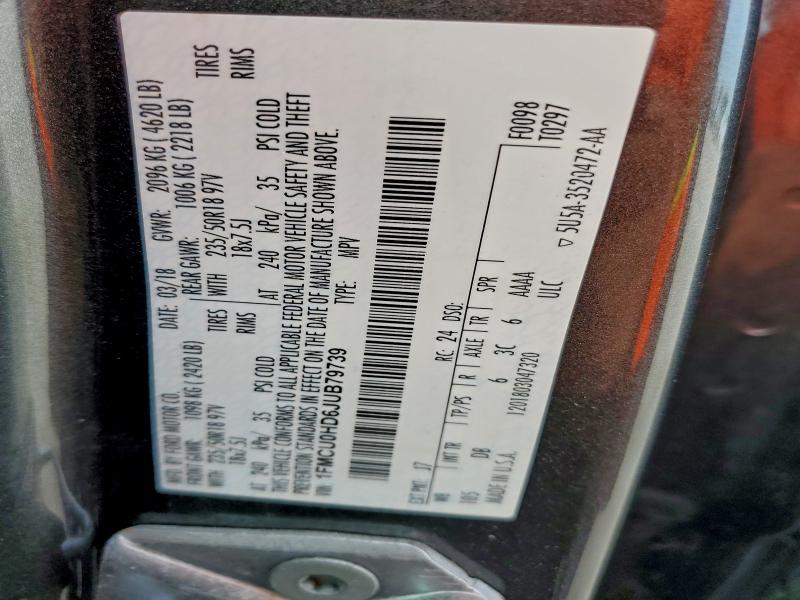 MFD. BY FORD MOTOR CO. DATE: 03/18 GVWR: 2096 KG ( 4620 LB)
FRONT GAWR: 1098 KG ( 2420 LB) REAR GAWR: 1006 KG ( 2218 LB)
WITH 235/50R18 97V TIRES WITH 235/50R18 97V TIRES
18x7.5J RIMS 18x7.5J RIMS
AT 240 kPa/ 35 PSI COLD AT 240 kPa/ 35 PSI COLD
THIS VEHICLE CONFORMS TO ALL APPLICABLE FEDERAL MOTOR VEHICLE SAFETY AND THEFT
PREVENTION STANDARDS IN EFFECT ON THE DATE OF MANUFACTURE SHOWN ABOVE.
VIN: 1FMCU0HD6JUB79739 TYPE: MPV
EXT PNT: J7 RC: 24 DSO: F0098
WB INT TR TP/PS R AXLE TR SPR T0297
105 DB 6 3C 6 AAAA
MADE IN U.S.A. 1201803047320 ULC
▽ 5U5A-3520472-AA